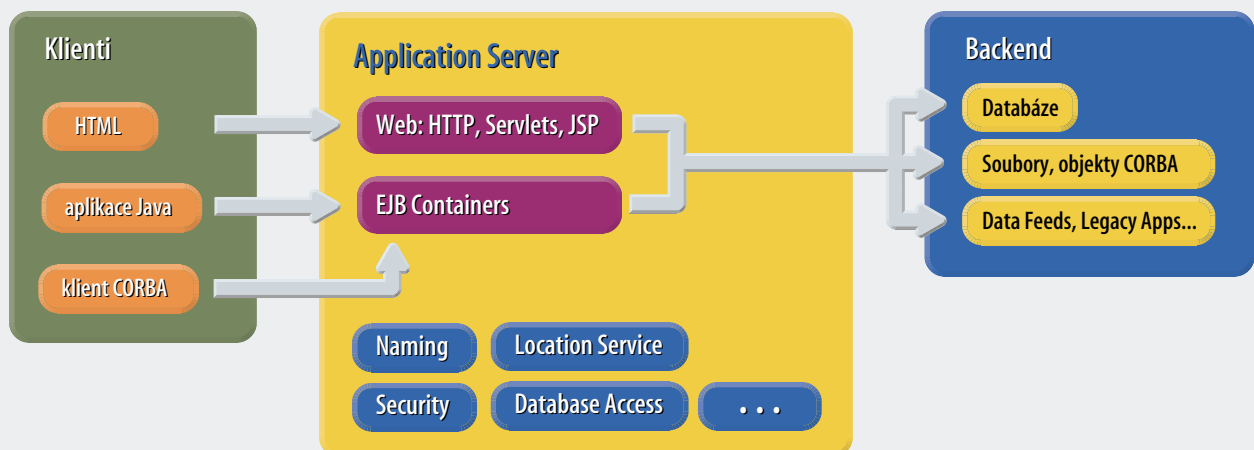 Klienti
HTML
aplikace Java
klient CORBA
Application Server
Web: HTTP, Servlets, JSP
EJB Containers
Naming
Location Service
Security
Database Access
...
Backend
Databáze
Soubory, objekty CORBA
Data Feeds, Legacy Apps...